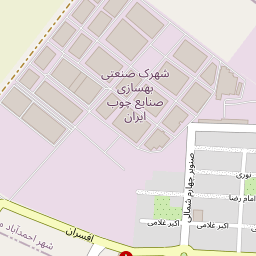 شهرک صنعتی
بهسازی
صنایع چوب
ایران
صنوبر چهارم شمالی
نوری
امام رضا
اکبر غلامی
اکبر غلامی
افسران
شهر احمدآباد